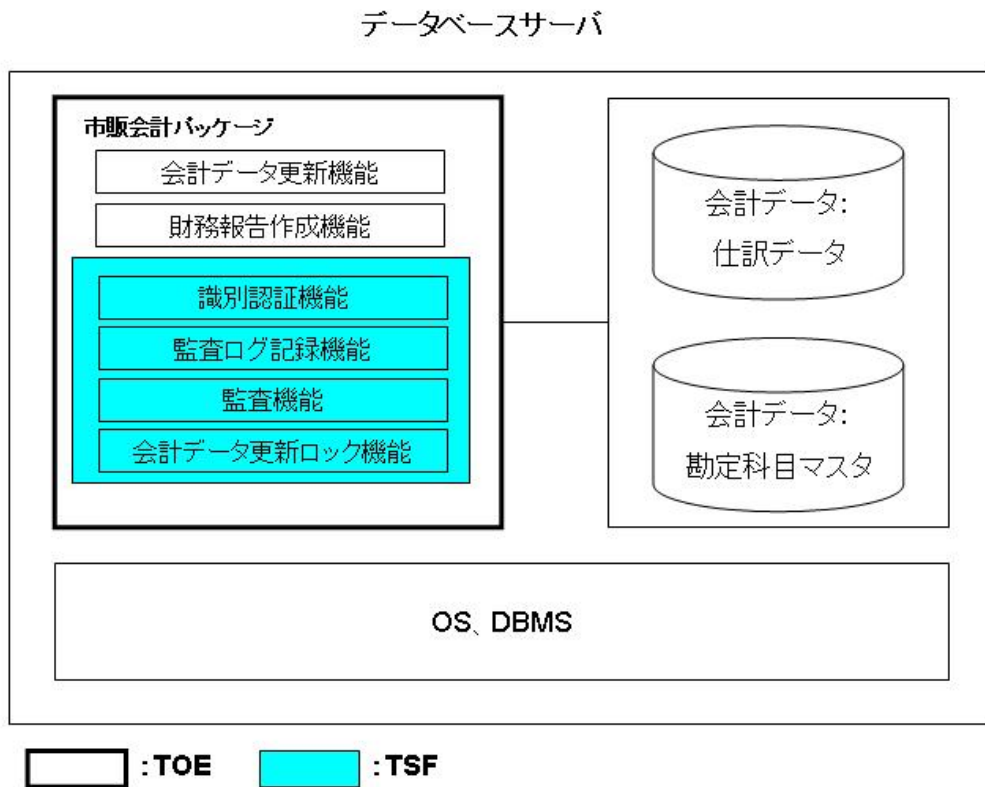 データベースサーバ
市販会計パッケージ
会計データ更新機能
財務報告作成機能
識別認証機能
監査ログ記録機能
監査機能
会計データ更新ロック機能
会計データ:
仕訳データ
会計データ:
勘定科目マスタ
OS、DBMS
:TOE
:TSF